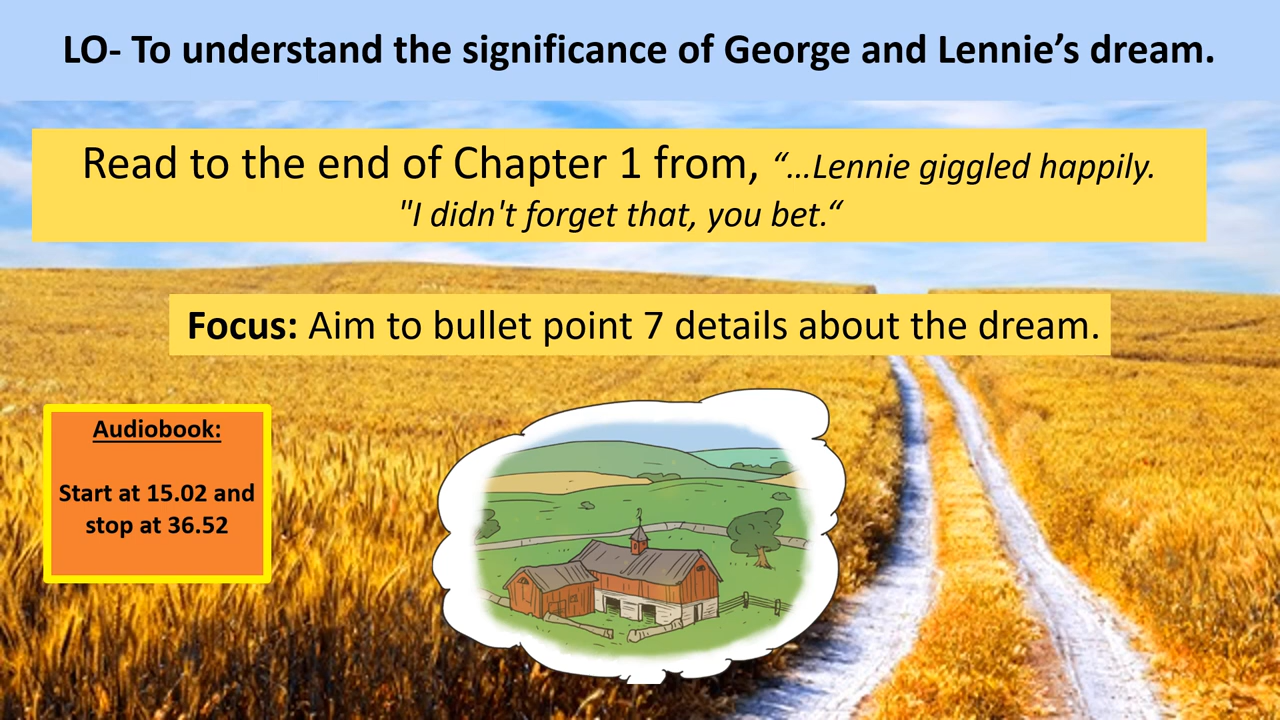 LO- To understand the significance of George and Lennie’s dream.
Read to the end of Chapter 1 from, “…Lennie giggled happily.
"I didn't forget that, you bet.“
Focus: Aim to bullet point 7 details about the dream.
Audiobook:
Start at 15.02 and
stop at 36.52